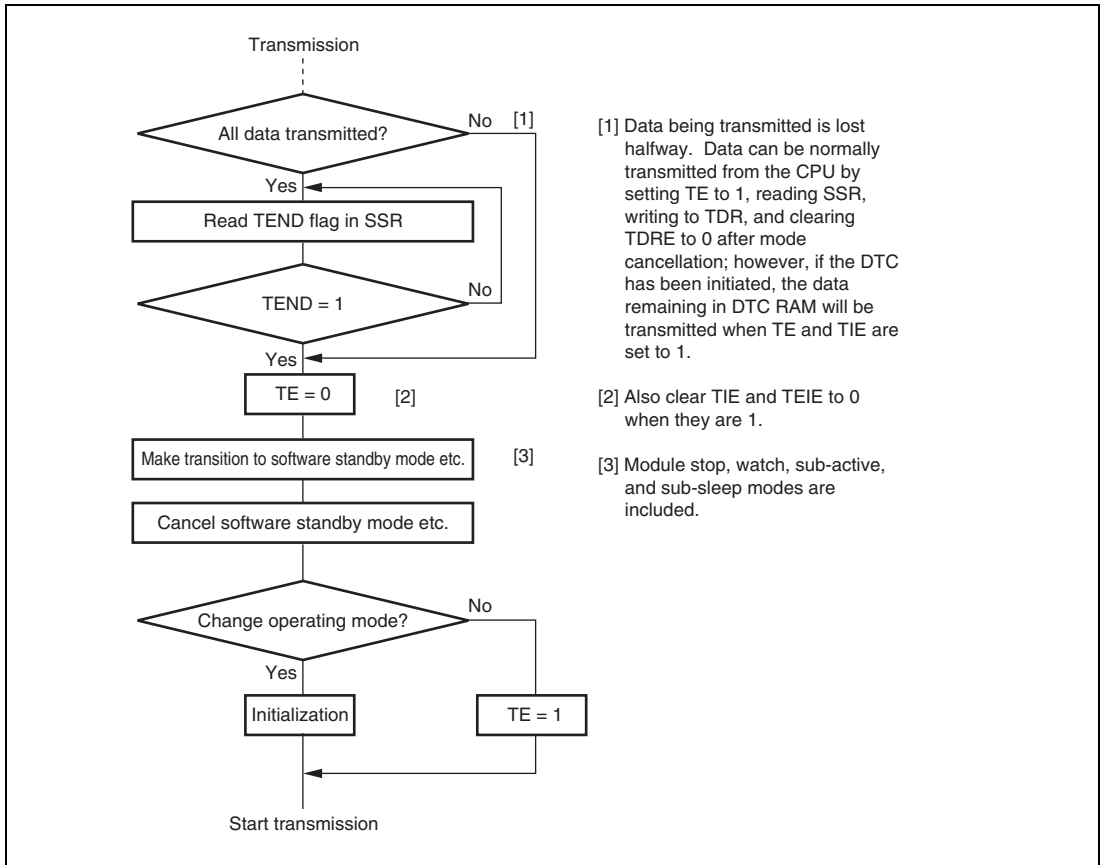 Transmission
All data transmitted?
No
[1]
Yes
Read TEND flag in SSR
TEND = 1
No
Yes
TE = 0
[2]
Make transition to software standby mode etc.
[3]
Cancel software standby mode etc.
Change operating mode?
No
Yes
Initialization
TE = 1
Start transmission
[1] Data being transmitted is lost
halfway. Data can be normally
transmitted from the CPU by
setting TE to 1, reading SSR,
writing to TDR, and clearing
TDRE to 0 after mode
cancellation; however, if the DTC
has been initiated, the data
remaining in DTC RAM will be
transmitted when TE and TIE are
set to 1.
[2] Also clear TIE and TEIE to 0
when they are 1.
[3] Module stop, watch, sub-active,
and sub-sleep modes are
included.